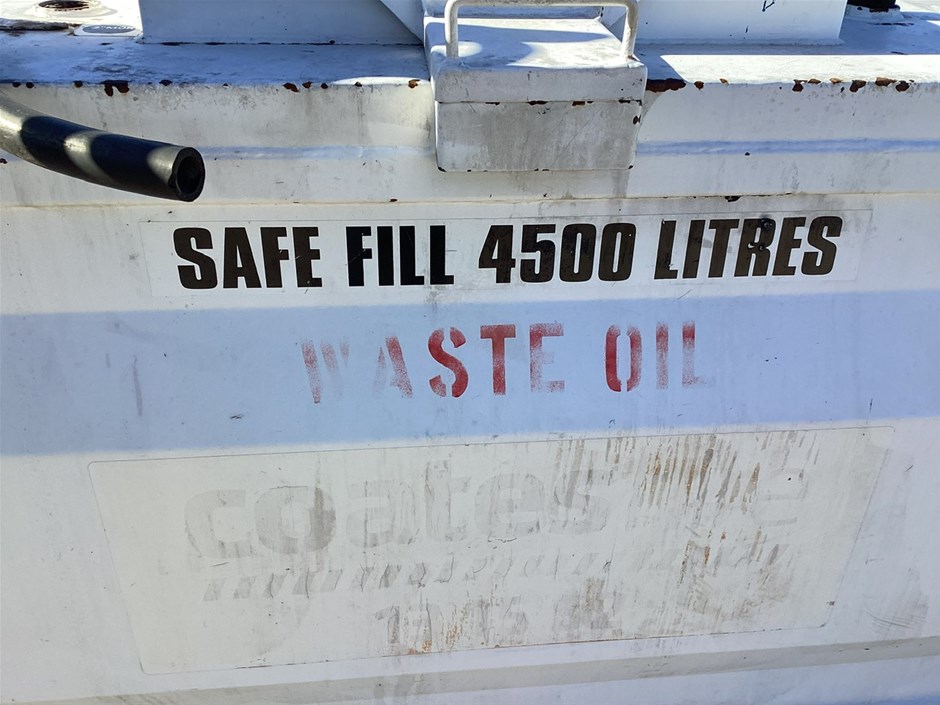 SAFE FILL 4500 LITRES
WASTE OIL
coates